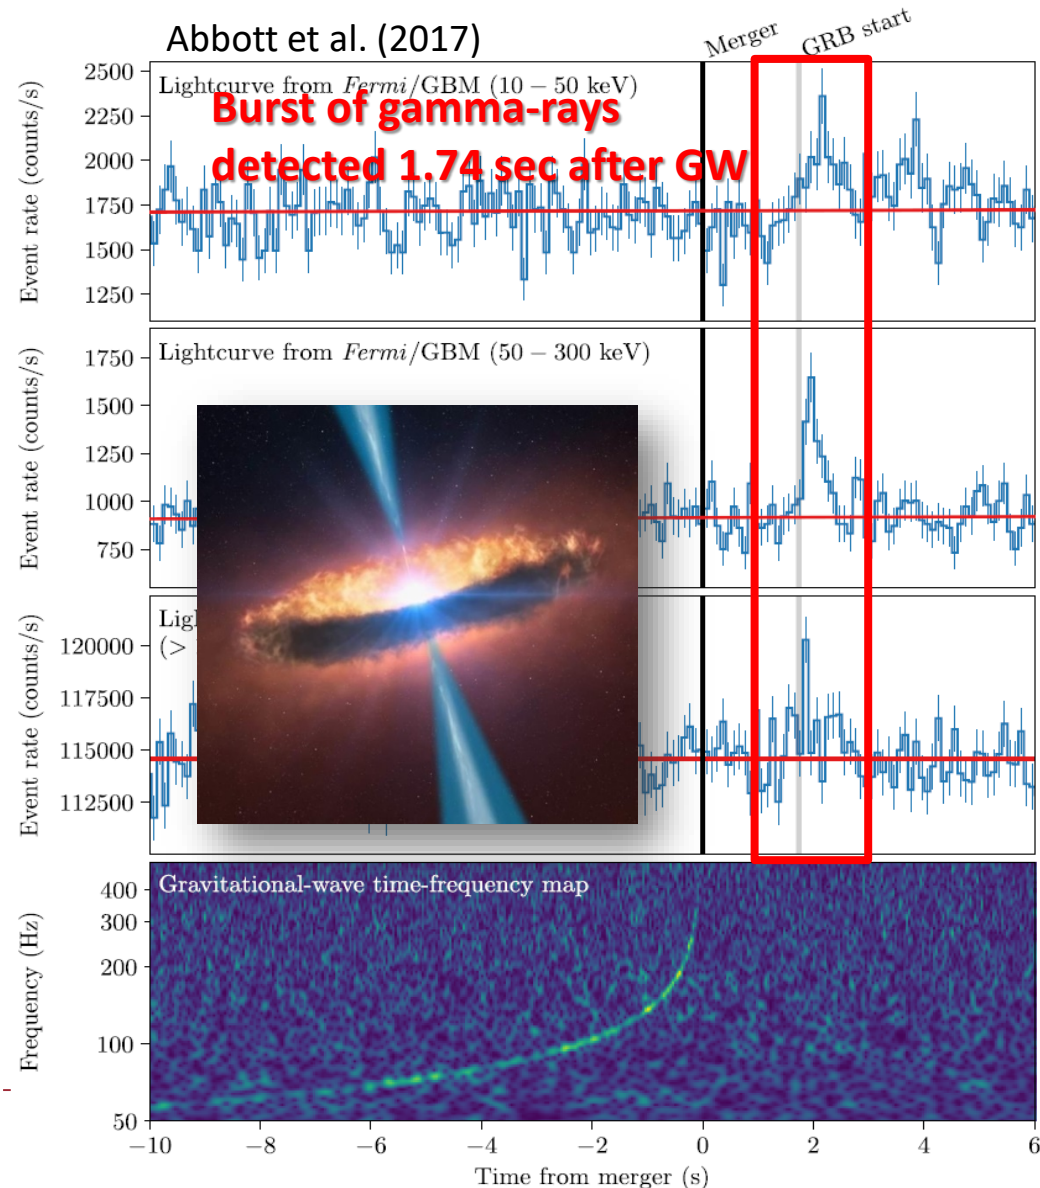 Abbott et al. (2017)
Merger
GRB start
Lightcurve from Fermi/GBM (10 − 50 keV)
Burst of gamma-rays
detected 1.74 sec after GW
Event rate (counts/s)
2500
2250
2000
1750
1500
1250
Lightcurve from Fermi/GBM (50 − 300 keV)
Event rate (counts/s)
1750
1500
1250
1000
750
(>
Event rate (counts/s)
120000
117500
115000
112500
Gravitational-wave time-frequency map
Frequency (Hz)
400
300
200
100
50
−10 −8 −6 −4 −2 0 2 4 6
Time from merger (s)